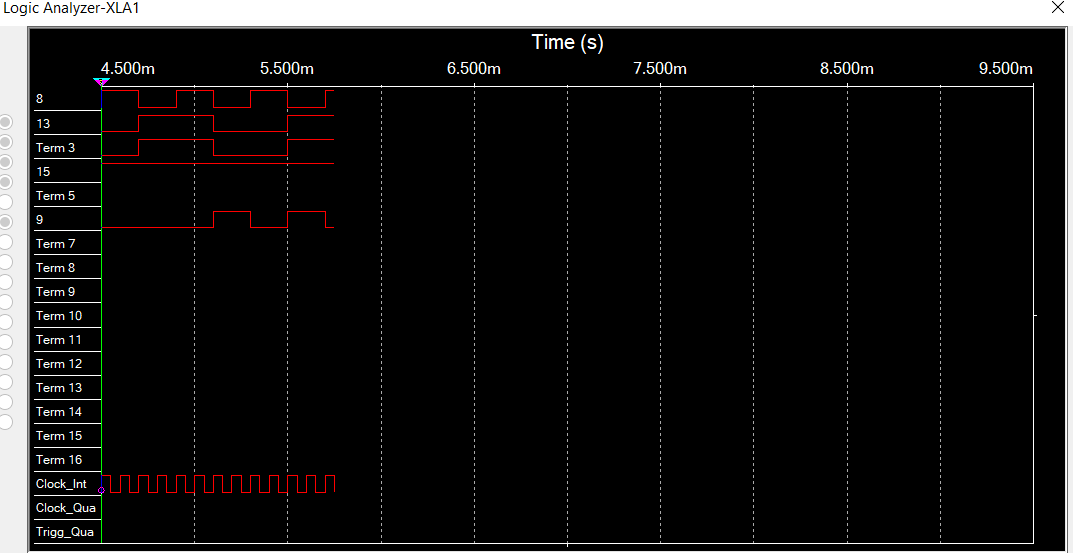 Logic Analyzer-XLA1
Time (s)
4.500m 5.500m 6.500m 7.500m 8.500m 9.500m
8
13
Term 3
15
Term 5
9
Term 7
Term 8
Term 9
Term 10
Term 11
Term 12
Term 13
Term 14
Term 15
Term 16
Clock_Int
Clock_Qua
Trigg_Qua